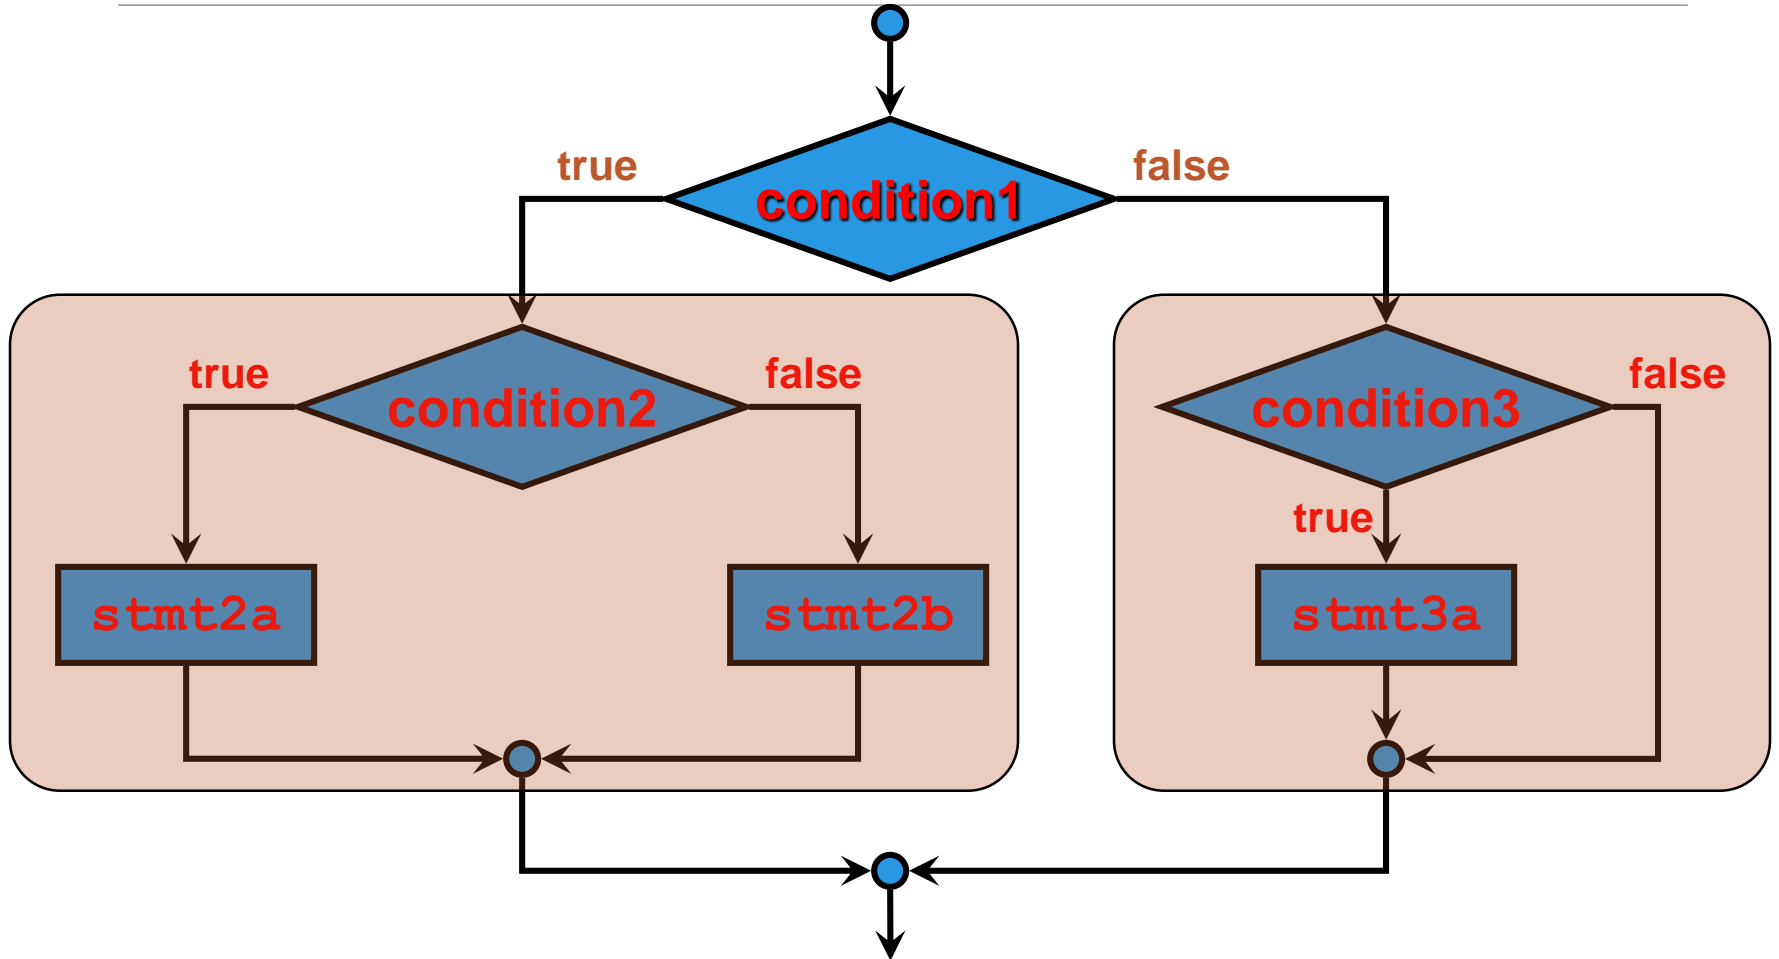 true
false
condition1
true
false
false
condition2
condition3
true
stmt2a
stmt2b
stmt3a